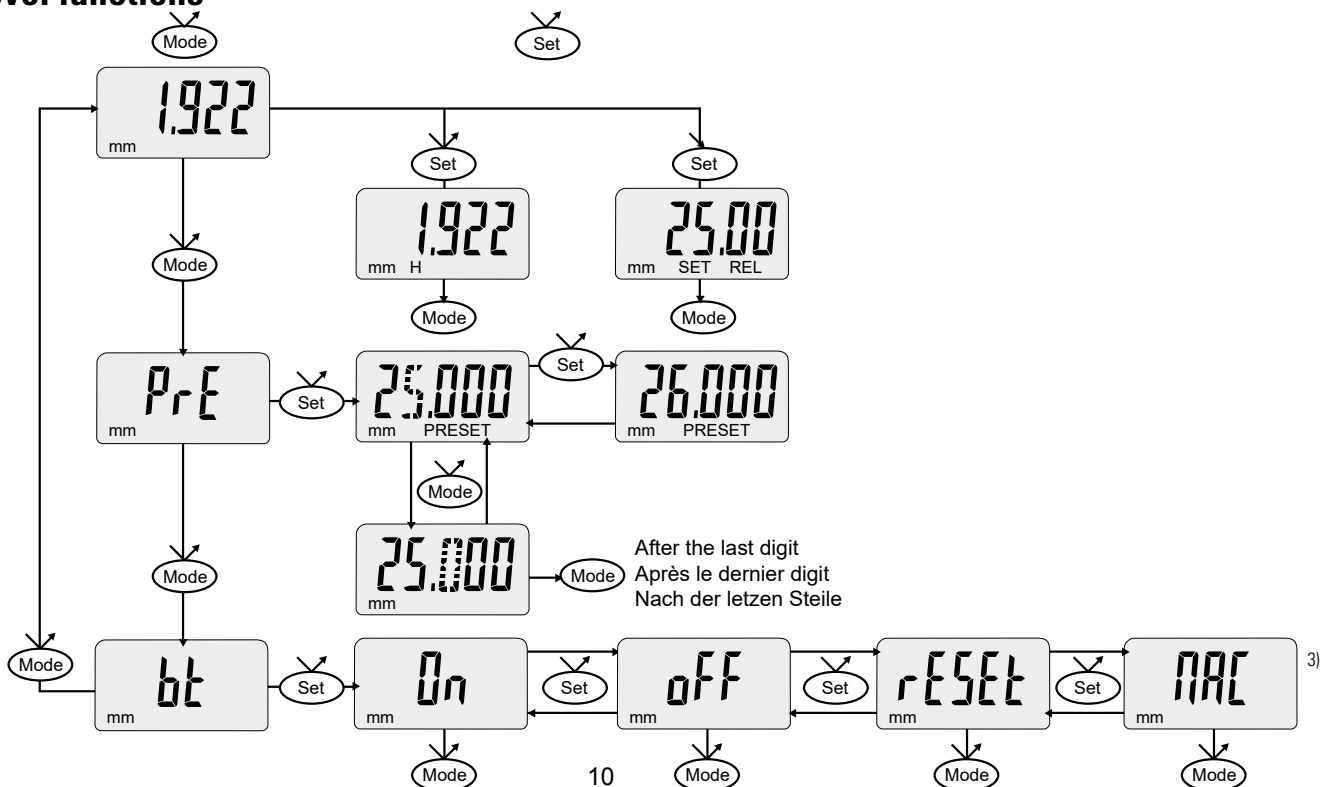 functions
Mode
Set
1.922
mm
Set
Set
1.922
mm H
25.00
mm SET REL
Mode
Mode
Mode
PrE
mm
Set
25.000
mm PRESET
Set
26.000
mm PRESET
Mode
25.000
mm
Mode
After the last digit
Après le dernier digit
Nach der letzen Steile
Mode
Mode
bt
mm
Set
On
mm
Set
oFF
mm
Set
rESEt
mm
Set
MAC
mm
3)
Mode
10
Mode
Mode
Mode